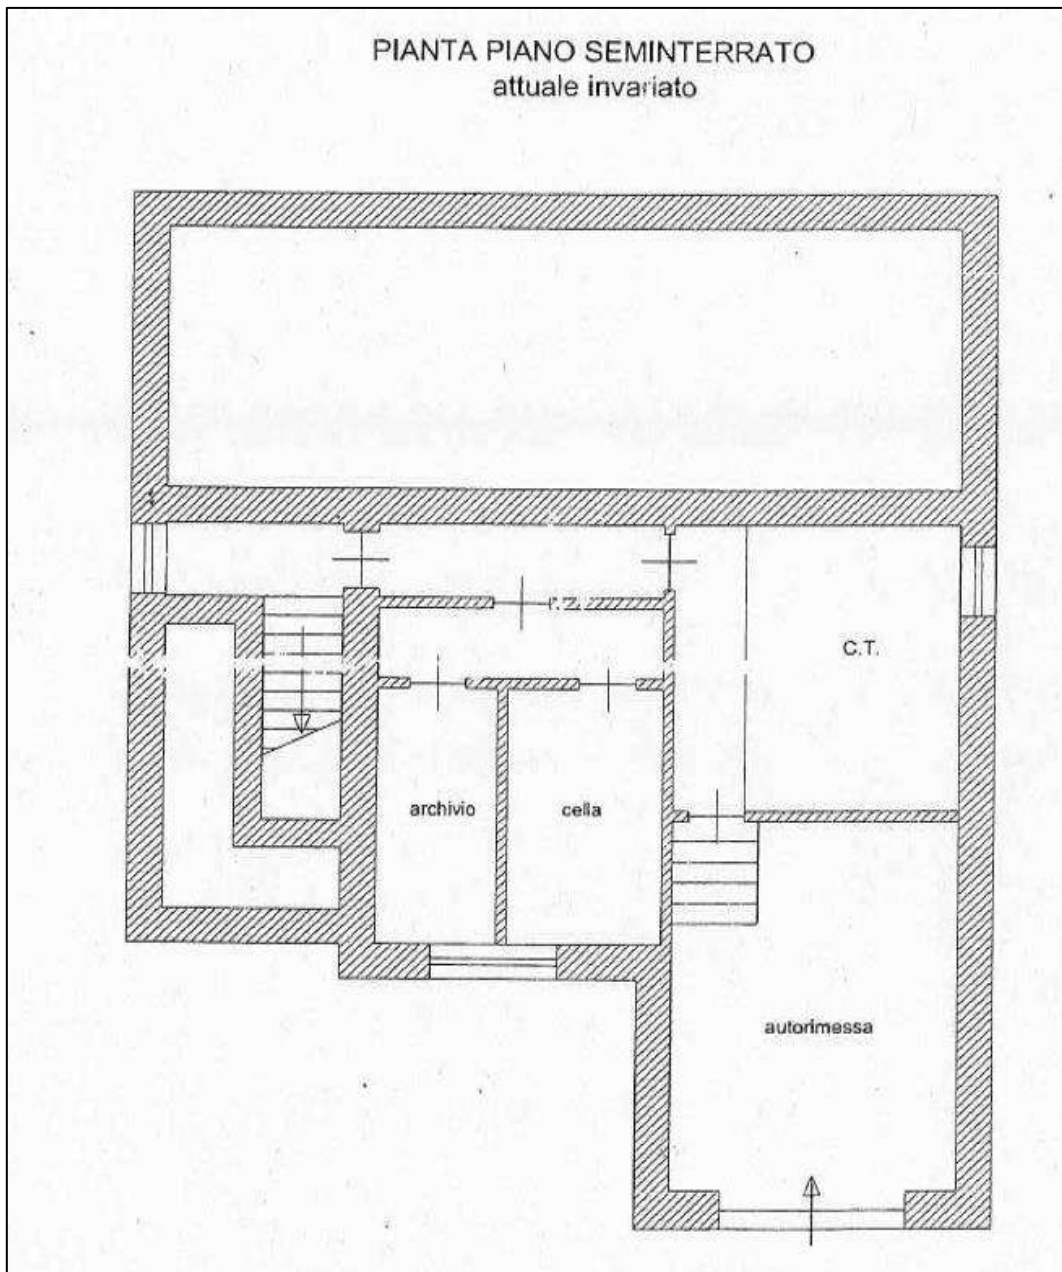 PIANTA PIANO SEMINTERRATO
attuale invariato
C.T.
archivio
cella
autorimessa